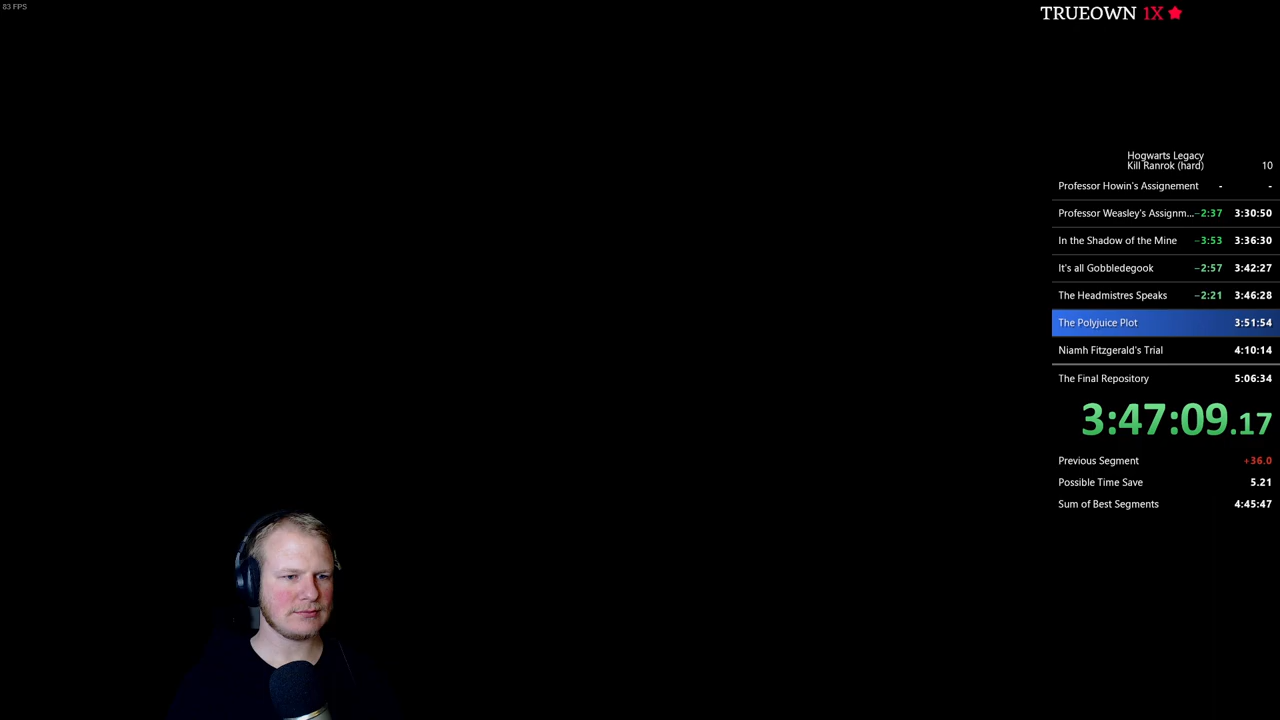 83 FPS
TRUEOWN 1X
Hogwarts Legacy
Kill Ranrok (hard) 10
Professor Howin's Assignement - -
Professor Weasley's Assignm... −2:37 3:30:50
In the Shadow of the Mine −3:53 3:36:30
It's all Gobbledegook −2:57 3:42:27
The Headmistres Speaks −2:21 3:46:28
The Polyjuice Plot 3:51:54
Niamh Fitzgerald's Trial 4:10:14
The Final Repository 5:06:34
3:47:09.17
Previous Segment +36.0
Possible Time Save 5.21
Sum of Best Segments 4:45:47